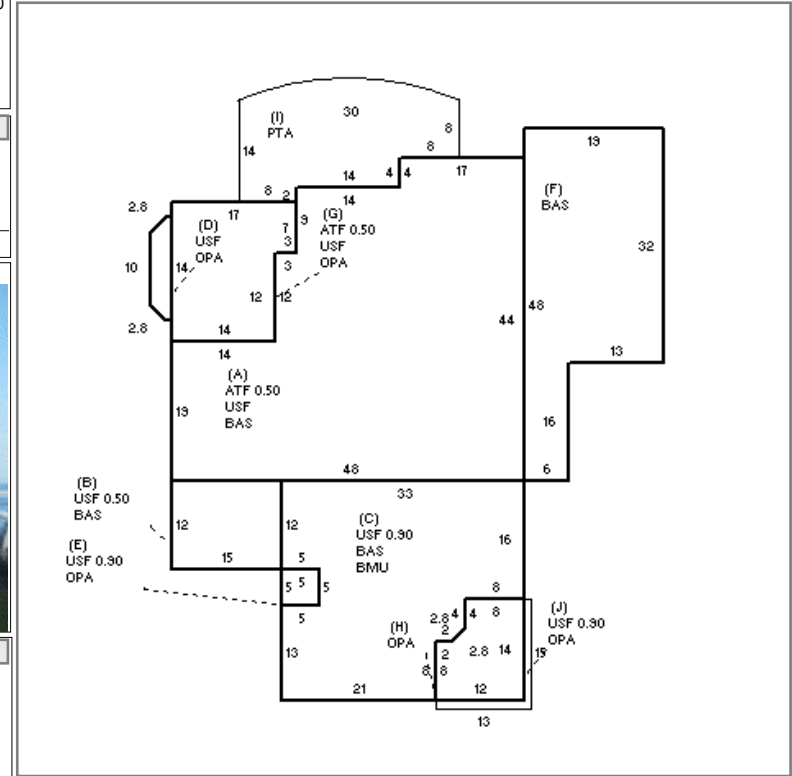 30
(I)
PTA
8
14
8
19
14
4
4
17
(F)
BAS
8
2
14
2.8
17
(G)
ATF 0.50
USF
OPA
9
7
(D)
USF
OPA
3
3
32
10
14
12
12
48
44
2.8
14
14
13
(A)
ATF 0.50
USF
BAS
19
16
48
6
33
(B)
USF 0.50
BAS
12
12
(C)
USF 0.90
BAS
BMU
16
(E)
USF 0.90
OPA
15
5
5
5
5
5
8
(J)
USF 0.90
OPA
2.8
4
4
8
(H)
OPA
2
13
2
2.8
14
15
8
8
21
12
13